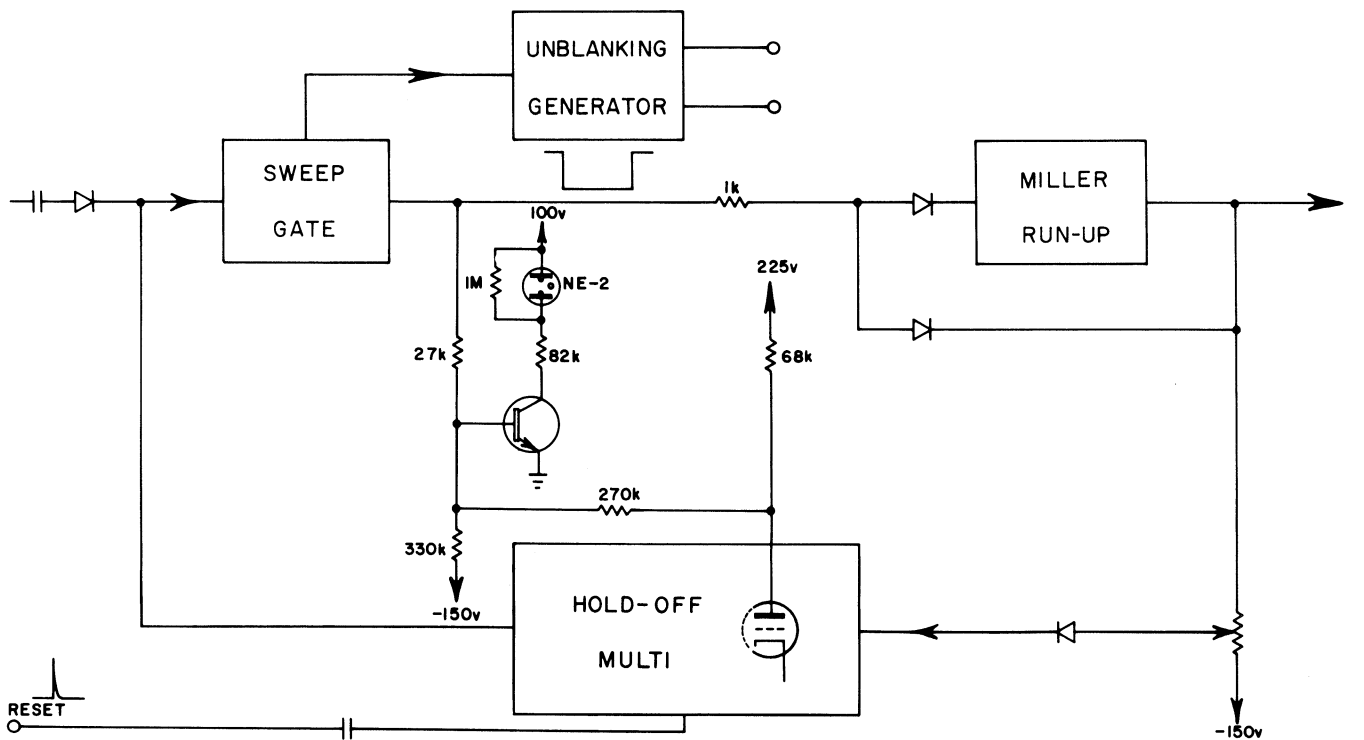 UNBLANKING
GENERATOR
SWEEP
GATE
MILLER
RUN-UP
1k
100v
1M
NE-2
225v
27k
82k
68k
270k
330k
-150v
HOLD-OFF
MULTI
RESET
-150v